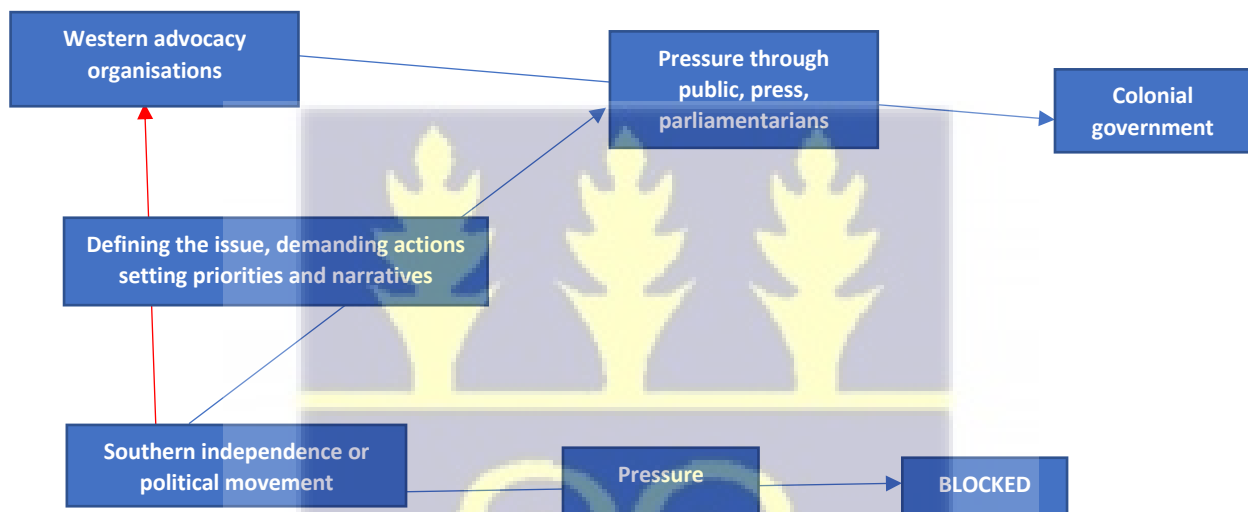 Western advocacy
organisations
Pressure through
public, press,
parliamentarians
Colonial
government
Defining the issue, demanding actions
setting priorities and narratives
Southern independence or
political movement
Pressure
BLOCKED